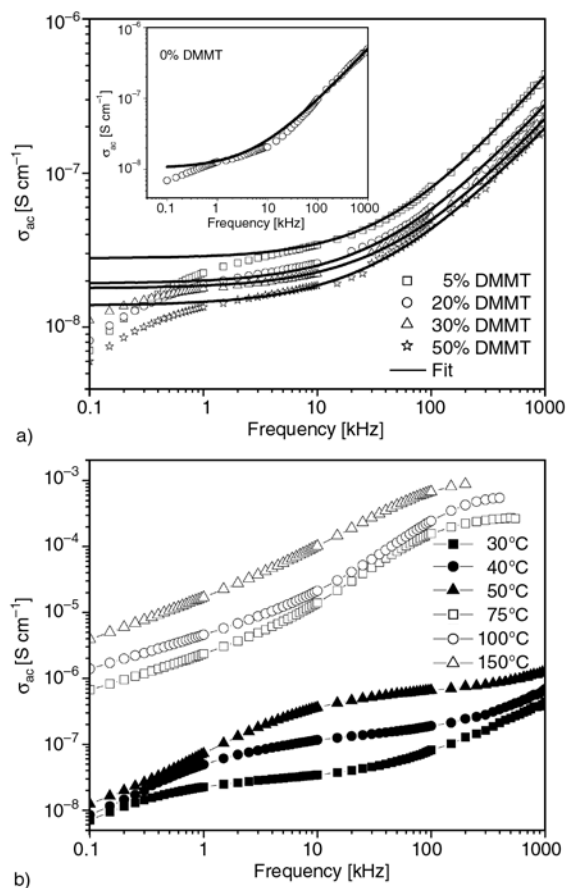 10⁻⁶
10⁻⁷
10⁻⁸
σac [S cm⁻¹]
0% DMMT
10⁻⁶
10⁻⁷
10⁻⁸
σac [S cm⁻¹]
0.1 1 10 100 1000
Frequency [kHz]
5% DMMT
20% DMMT
30% DMMT
50% DMMT
Fit
0.1 1 10 100 1000
Frequency [kHz]
a)
10⁻³
10⁻⁴
10⁻⁵
10⁻⁶
10⁻⁷
10⁻⁸
σac [S cm⁻¹]
30°C
40°C
50°C
75°C
100°C
150°C
0.1 1 10 100 1000
Frequency [kHz]
b)